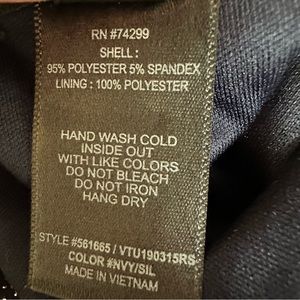 RN #74299
SHELL :
95% POLYESTER 5% SPANDEX
LINING : 100% POLYESTER
HAND WASH COLD
INSIDE OUT
WITH LIKE COLORS
DO NOT BLEACH
DO NOT IRON
HANG DRY
STYLE #561665 / VTU190315RS
COLOR #NVY/SIL
MADE IN VIETNAM